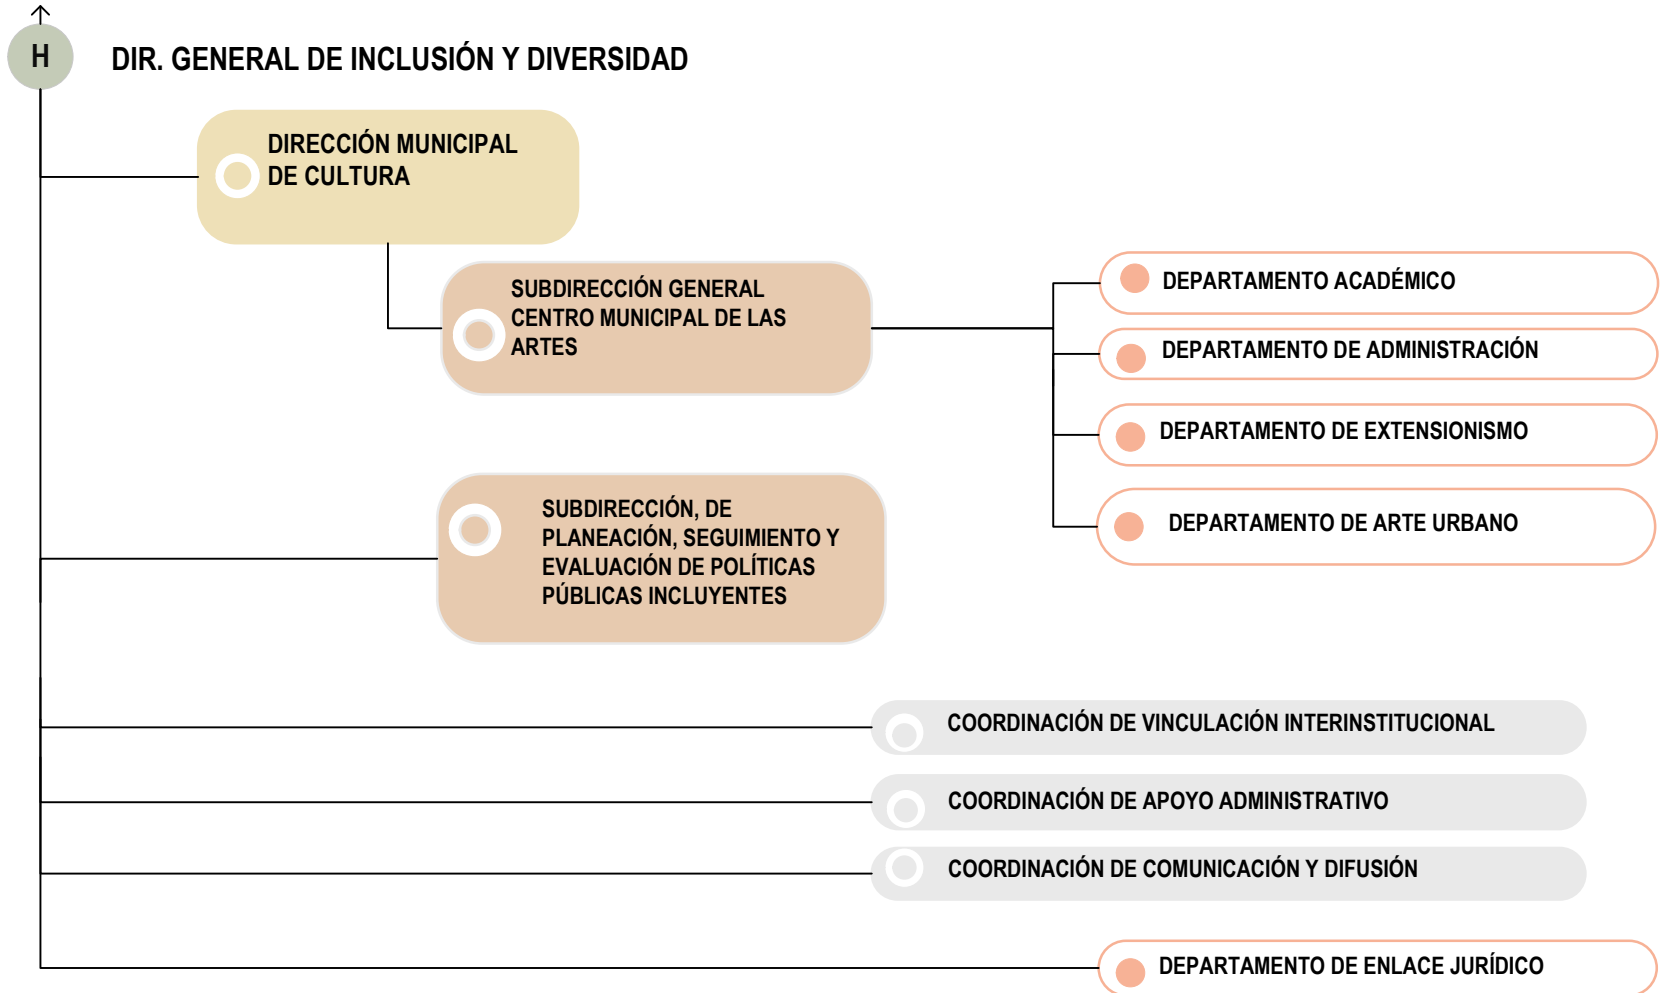 H
DIR. GENERAL DE INCLUSIÓN Y DIVERSIDAD
DIRECCIÓN MUNICIPAL
DE CULTURA
SUBDIRECCIÓN GENERAL
CENTRO MUNICIPAL DE LAS
ARTES
DEPARTAMENTO ACADÉMICO
DEPARTAMENTO DE ADMINISTRACIÓN
DEPARTAMENTO DE EXTENSIONISMO
DEPARTAMENTO DE ARTE URBANO
SUBDIRECCIÓN, DE
PLANEACIÓN, SEGUIMIENTO Y
EVALUACIÓN DE POLÍTICAS
PÚBLICAS INCLUYENTES
COORDINACIÓN DE VINCULACIÓN INTERINSTITUCIONAL
COORDINACIÓN DE APOYO ADMINISTRATIVO
COORDINACIÓN DE COMUNICACIÓN Y DIFUSIÓN
DEPARTAMENTO DE ENLACE JURÍDICO